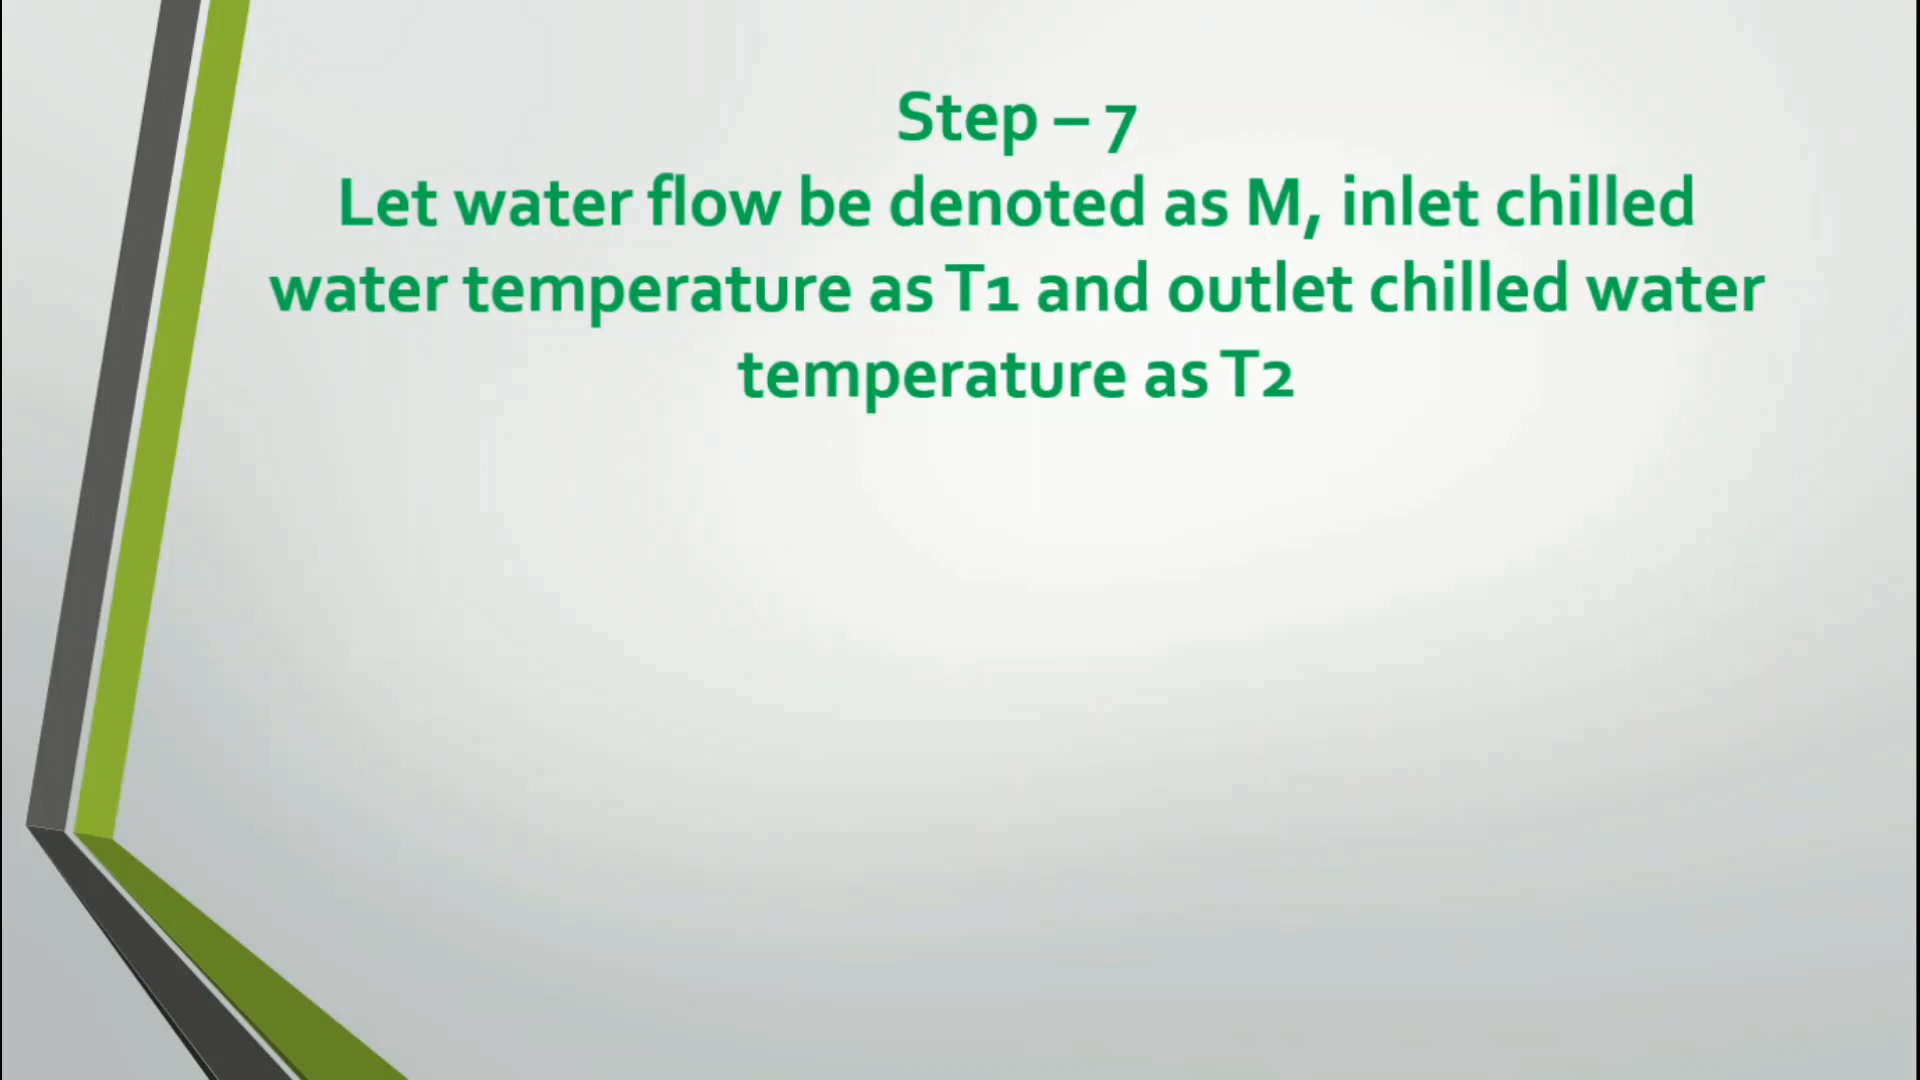 Step – 7
Let water flow be denoted as M, inlet chilled
water temperature as T1 and outlet chilled water
temperature as T2